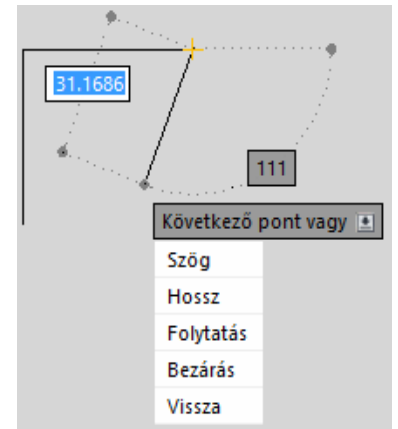 31.1686
111
Következő pont vagy
Szög
Hossz
Folytatás
Bezárás
Vissza